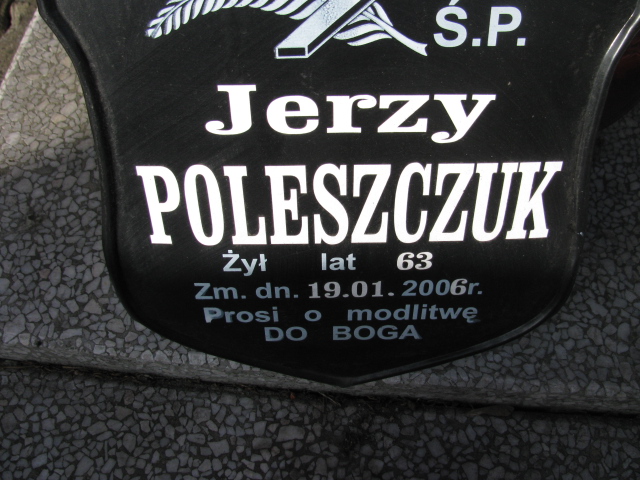 Ś.P.
Jerzy
POLESZCZUK
Żył lat 63
Zm. dn. 19.01.2006r.
Prosi o modlitwę
DO BOGA